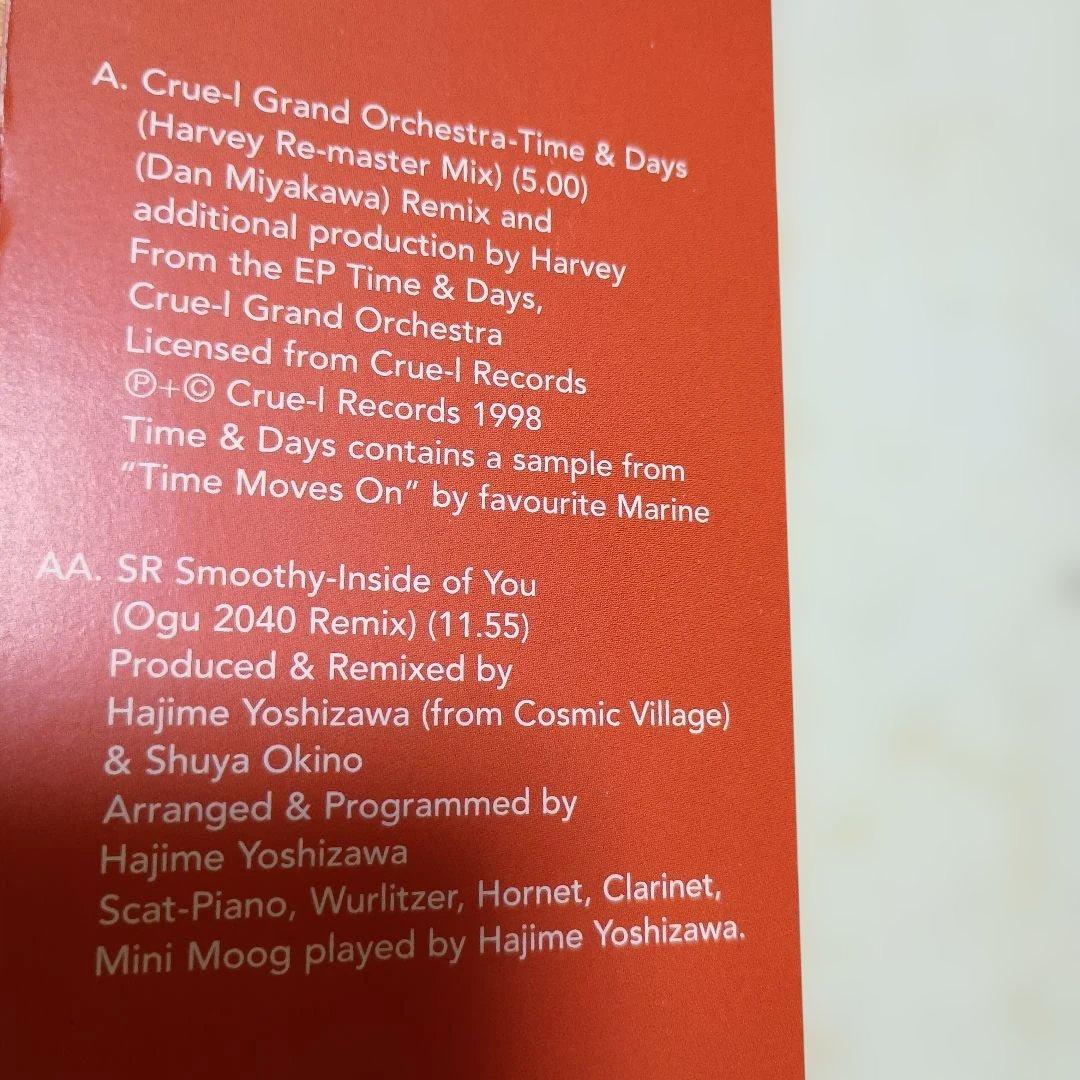 A. Crue-l Grand Orchestra-Time & Days
(Harvey Re-master Mix) (5.00)
(Dan Miyakawa) Remix and
additional production by Harvey
From the EP Time & Days,
Crue-l Grand Orchestra
Licensed from Crue-l Records
℗+© Crue-l Records 1998
Time & Days contains a sample from
“Time Moves On” by favourite Marine
AA. SR Smoothy-Inside of You
(Ogu 2040 Remix) (11.55)
Produced & Remixed by
Hajime Yoshizawa (from Cosmic Village)
& Shuya Okino
Arranged & Programmed by
Hajime Yoshizawa
Scat-Piano, Wurlitzer, Hornet, Clarinet,
Mini Moog played by Hajime Yoshizawa.